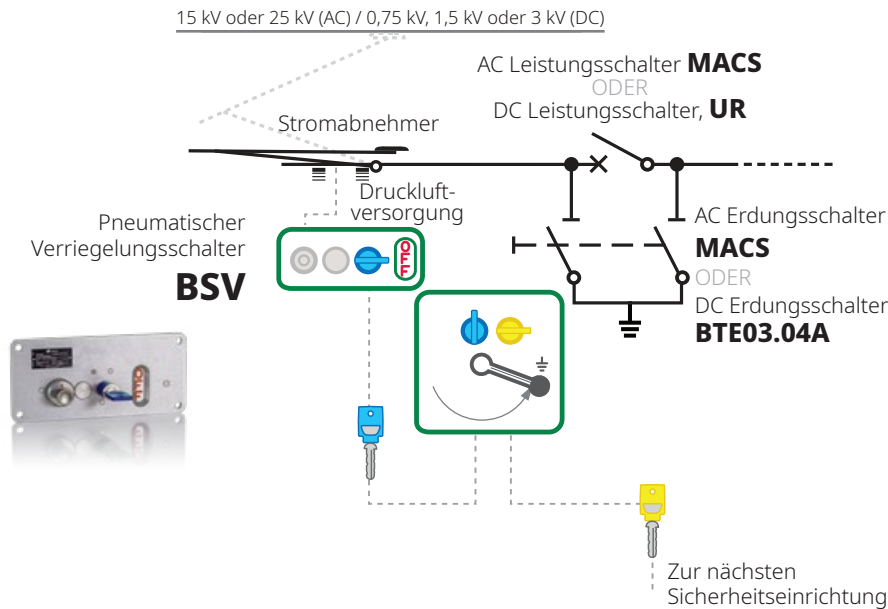 15 kV oder 25 kV (AC) / 0,75 kV, 1,5 kV oder 3 kV (DC)
AC Leistungsschalter MACS
ODER
DC Leistungsschalter, UR
Stromabnehmer
Druckluft-
versorgung
Pneumatischer
Verriegelungsschalter
BSV
OFF
AC Erdungsschalter
MACS
ODER
DC Erdungsschalter
BTE03.04A
Zur nächsten
Sicherheitseinrichtung